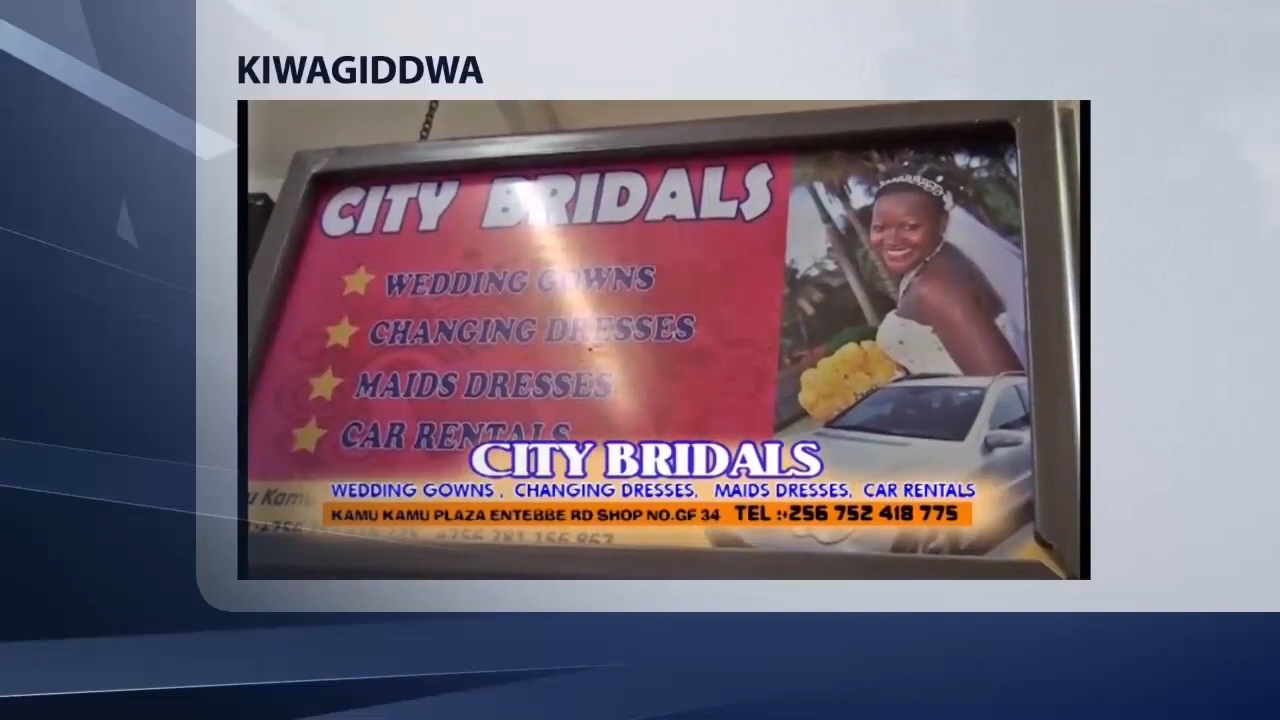 KIWAGIDDWA
CITY BRIDALS
WEDDING GOWNS
CHANGING DRESSES
MAIDS DRESSES
CAR RENTALS
CITY BRIDALS
WEDDING GOWNS , CHANGING DRESSES, MAIDS DRESSES, CAR RENTALS
KAMU KAMU PLAZA ENTEBBE RD SHOP NO.GF 34 TEL :+256 752 418 775